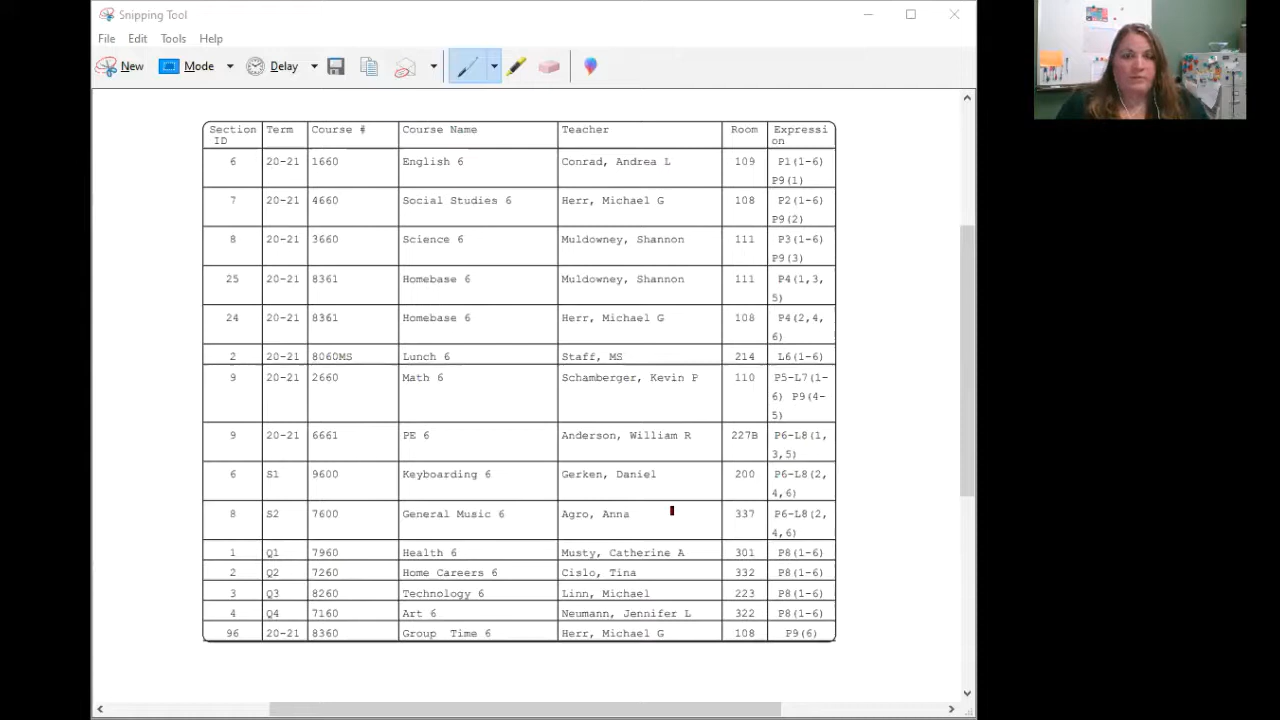 Snipping Tool
File Edit Tools Help
New Mode Delay
Section ID Term Course # Course Name Teacher Room Expression
6 20-21 1660 English 6 Conrad, Andrea L 109 P1(1-6) P9(1)
7 20-21 4660 Social Studies 6 Herr, Michael G 108 P2(1-6) P9(2)
8 20-21 3660 Science 6 Muldowney, Shannon 111 P3(1-6) P9(3)
25 20-21 8361 Homebase 6 Muldowney, Shannon 111 P4(1,3,5)
24 20-21 8361 Homebase 6 Herr, Michael G 108 P4(2,4,6)
2 20-21 8060MS Lunch 6 Staff, MS 214 L6(1-6)
9 20-21 2660 Math 6 Schamberger, Kevin P 110 P5-L7(1-6) P9(4-5)
9 20-21 6661 PE 6 Anderson, William R 227B P6-L8(1,3,5)
6 S1 9600 Keyboarding 6 Gerken, Daniel 200 P6-L8(2,4,6)
8 S2 7600 General Music 6 Agro, Anna 337 P6-L8(2,4,6)
1 Q1 7960 Health 6 Musty, Catherine A 301 P8(1-6)
2 Q2 7260 Home Careers 6 Cislo, Tina 332 P8(1-6)
3 Q3 8260 Technology 6 Linn, Michael 223 P8(1-6)
4 Q4 7160 Art 6 Neumann, Jennifer L 322 P8(1-6)
96 20-21 8360 Group Time 6 Herr, Michael G 108 P9(6)